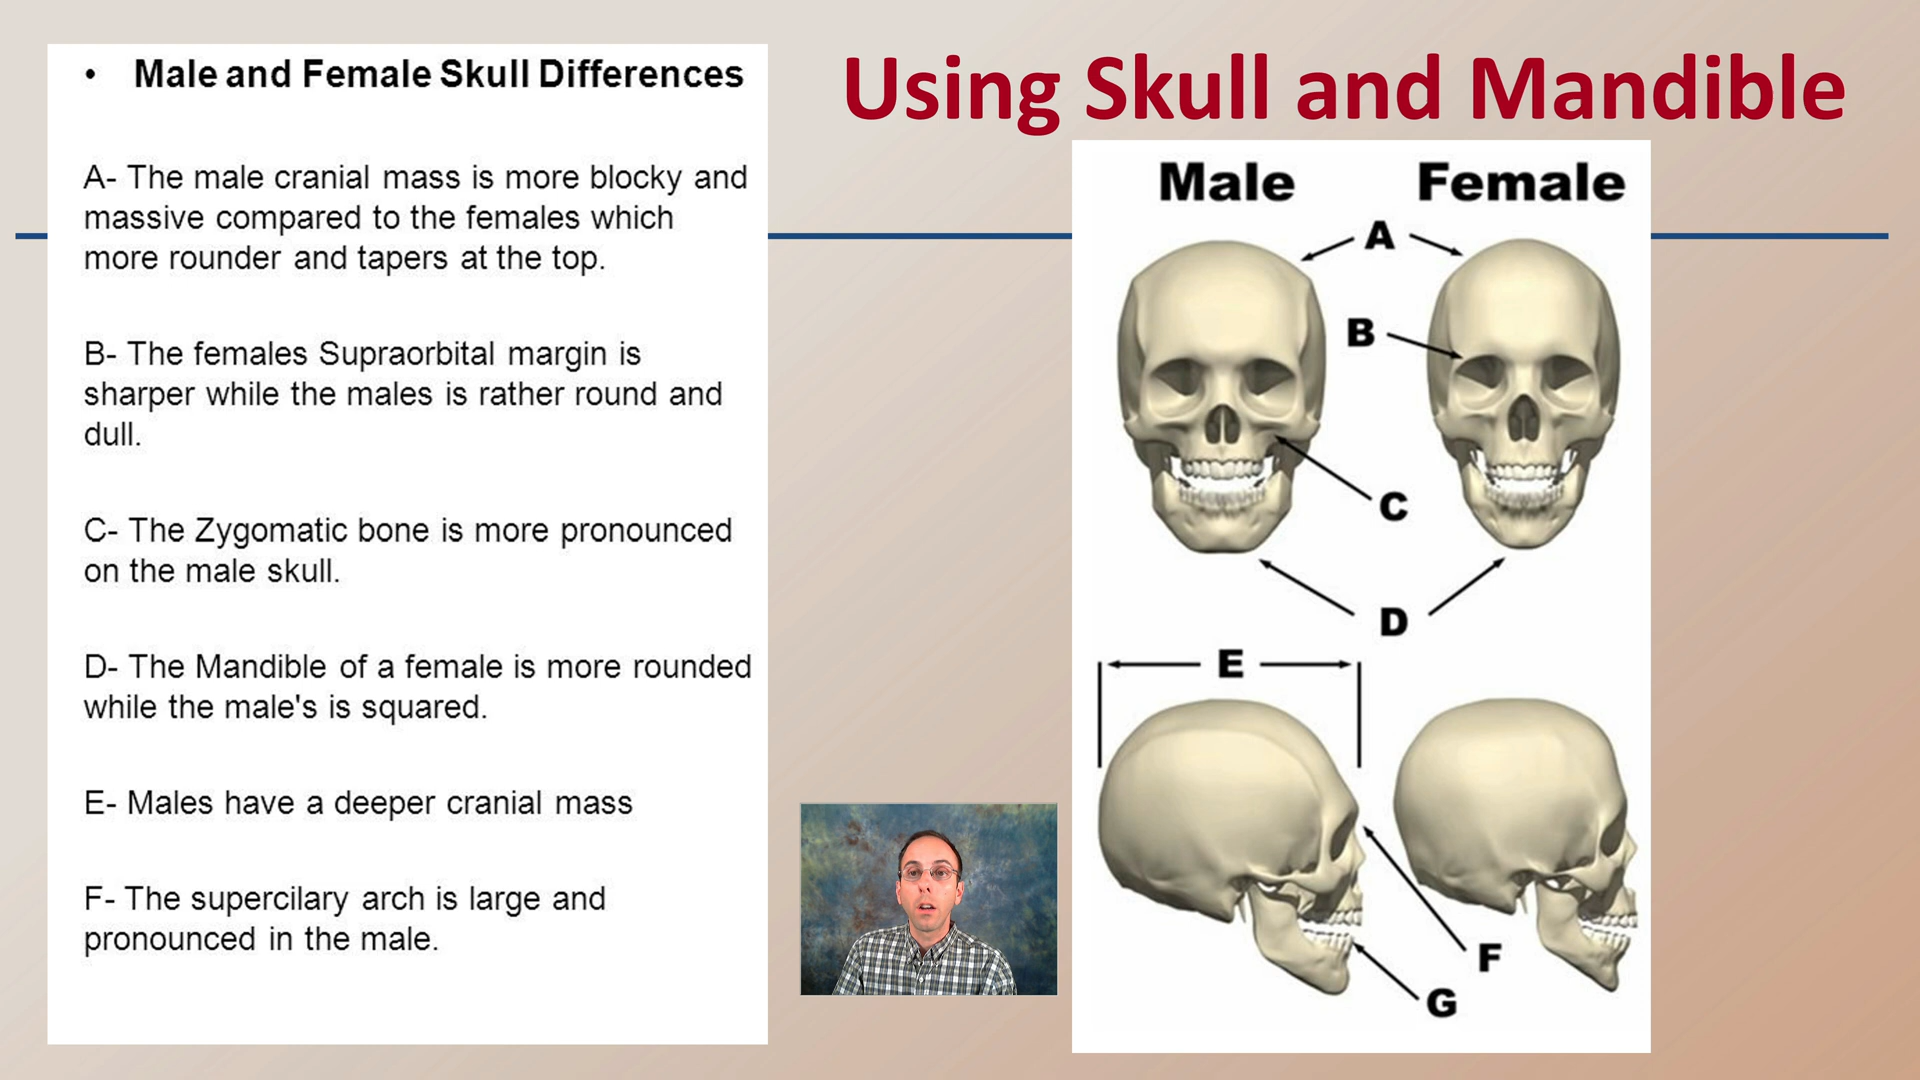 Using Skull and Mandible
• Male and Female Skull Differences
A- The male cranial mass is more blocky and
massive compared to the females which
more rounder and tapers at the top.
B- The females Supraorbital margin is
sharper while the males is rather round and
dull.
C- The Zygomatic bone is more pronounced
on the male skull.
D- The Mandible of a female is more rounded
while the male's is squared.
E- Males have a deeper cranial mass
F- The supercilary arch is large and
pronounced in the male.
Male Female
A
B
C
D
E
F
G